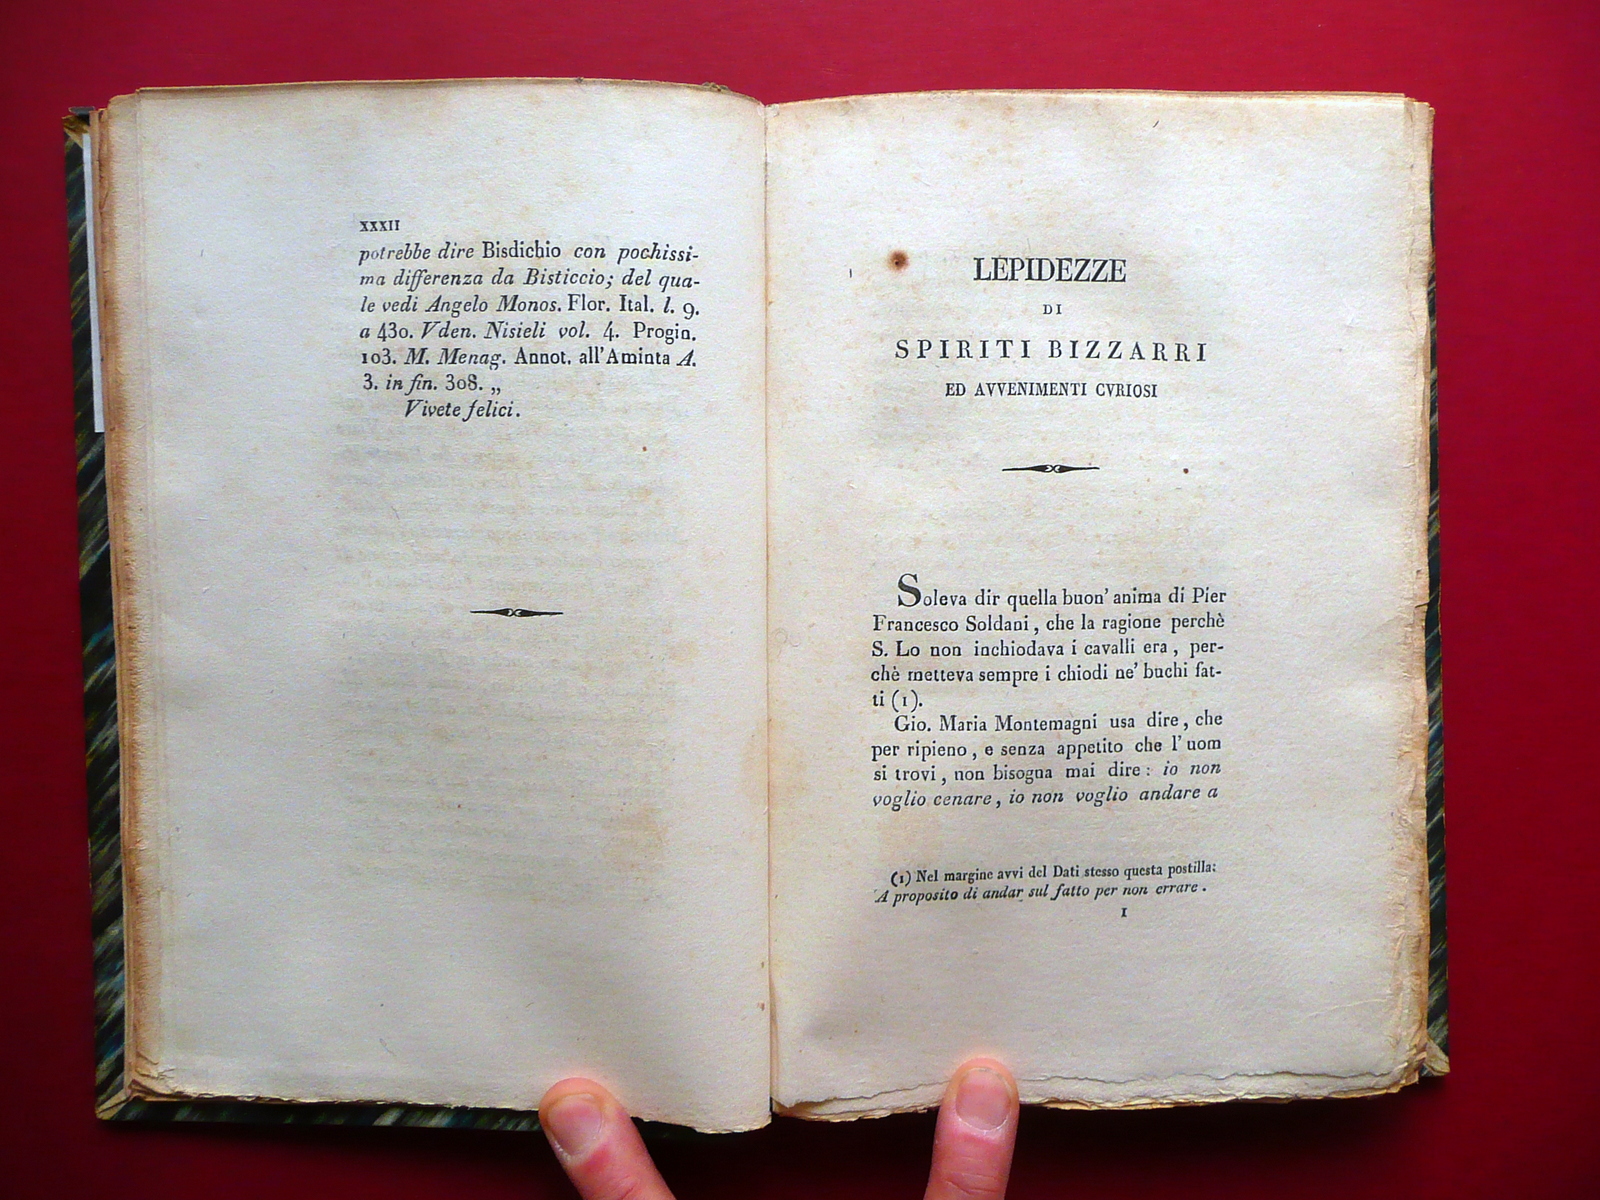 XXXII
potrebbe dire Bisdichio con pochissi-
ma differenza da Bisticcio; del qua-
le vedi Angelo Monos. Flor. Ital. l. 9.
a 430. Vden. Nisieli vol. 4. Progin.
103. M. Menag. Annot. all'Aminta A.
3. in fin. 308. „
Vivete felici.
LEPIDEZZE
DI
SPIRITI BIZZARRI
ED AVVENIMENTI CVRIOSI
Soleva dir quella buon' anima di Pier
Francesco Soldani, che la ragione perchè
S. Lo non inchiodava i cavalli era, per-
chè metteva sempre i chiodi ne' buchi fat-
ti (1).
Gio. Maria Montemagni usa dire, che
per ripieno, e senza appetito che l'uom
si trovi, non bisogna mai dire: io non
voglio cenare, io non voglio andare a
(1) Nel margine avvi del Dati stesso questa postilla:
A proposito di andar sul fatto per non errare.
1